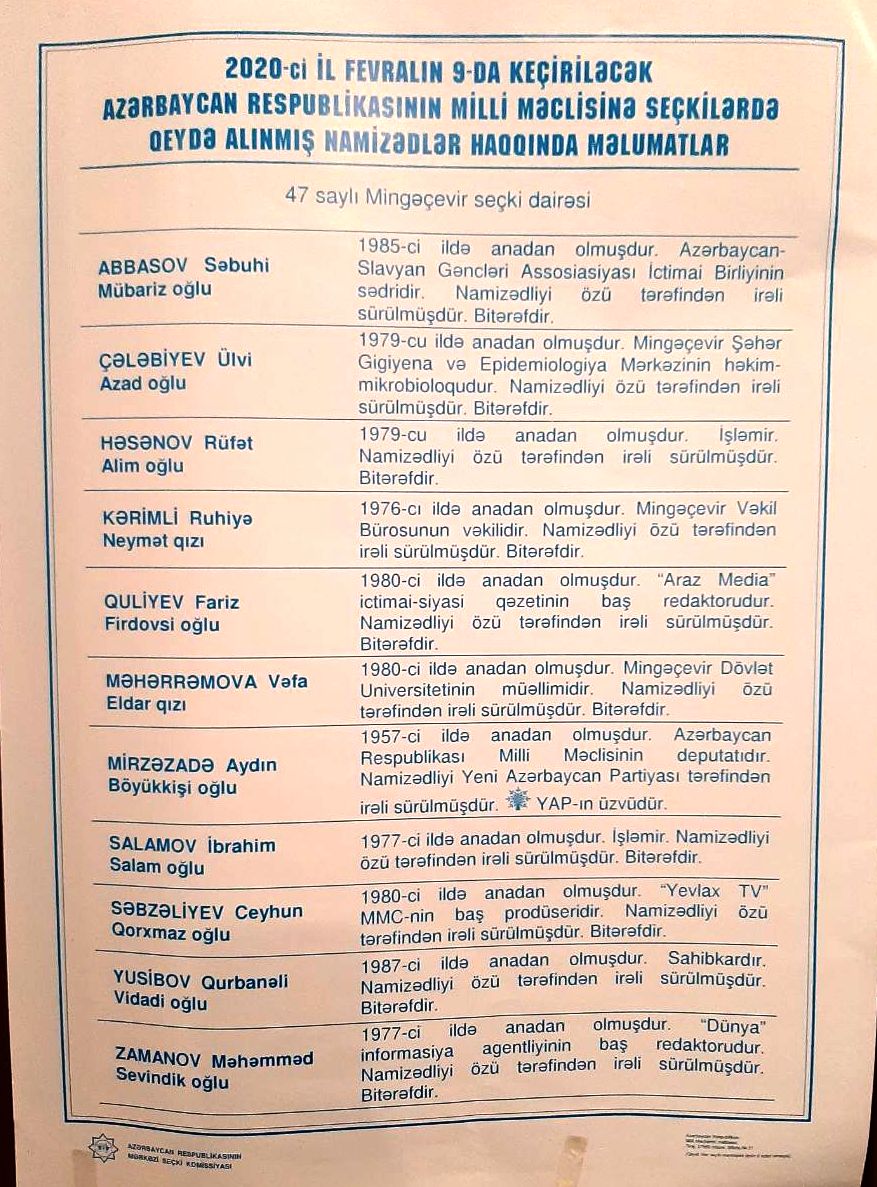 2020-ci İL FEVRALIN 9-DA KEÇİRİLƏCƏK
AZƏRBAYCAN RESPUBLİKASININ MİLLİ MƏCLİSİNƏ SEÇKİLƏRDƏ
QEYDƏ ALINMIŞ NAMİZƏDLƏR HAQQINDA MƏLUMATLAR
47 saylı Mingəçevir seçki dairəsi
ABBASOV Səbuhi
Mübariz oğlu
1985-ci ildə anadan olmuşdur. Azərbaycan-
Slavyan Gəncləri Assosiasiyası İctimai Birliyinin
sədridir. Namizədliyi özü tərəfindən irəli
sürülmüşdür. Bitərəfdir.
ÇƏLƏBİYEV Ülvi
Azad oğlu
1979-cu ildə anadan olmuşdur. Mingəçevir Şəhər
Gigiyena və Epidemiologiya Mərkəzinin həkim-
mikrobioloqudur. Namizədliyi özü tərəfindən irəli
sürülmüşdür. Bitərəfdir.
HƏSƏNOV Rüfət
Alim oğlu
1979-cu ildə anadan olmuşdur. İşləmir.
Namizədliyi özü tərəfindən irəli sürülmüşdür.
Bitərəfdir.
KƏRİMLİ Ruhiyə
Neymət qızı
1976-cı ildə anadan olmuşdur. Mingəçevir Vəkil
Bürosunun vəkilidir. Namizədliyi özü tərəfindən
irəli sürülmüşdür. Bitərəfdir.
QULİYEV Fariz
Firdovsi oğlu
1980-ci ildə anadan olmuşdur. “Araz Media”
ictimai-siyasi qəzetinin baş redaktorudur.
Namizədliyi özü tərəfindən irəli sürülmüşdür.
Bitərəfdir.
MƏHƏRRƏMOVA Vəfa
Eldar qızı
1980-ci ildə anadan olmuşdur. Mingəçevir Dövlət
Universitetinin müəllimidir. Namizədliyi özü
tərəfindən irəli sürülmüşdür. Bitərəfdir.
MİRZƏZADƏ Aydın
Böyükkişi oğlu
1957-ci ildə anadan olmuşdur. Azərbaycan
Respublikası Milli Məclisinin deputatıdır.
Namizədliyi Yeni Azərbaycan Partiyası tərəfindən
irəli sürülmüşdür. YAP-ın üzvüdür.
SALAMOV İbrahim
Salam oğlu
1977-ci ildə anadan olmuşdur. İşləmir. Namizədliyi
özü tərəfindən irəli sürülmüşdür. Bitərəfdir.
SƏBZƏLİYEV Ceyhun
Qorxmaz oğlu
1980-ci ildə anadan olmuşdur. “Yevlax TV”
MMC-nin baş prodüseridir. Namizədliyi özü
tərəfindən irəli sürülmüşdür. Bitərəfdir.
YUSİBOV Qurbanəli
Vidadi oğlu
1987-ci ildə anadan olmuşdur. Sahibkardır.
Namizədliyi özü tərəfindən irəli sürülmüşdür.
Bitərəfdir.
ZAMANOV Məhəmməd
Sevindik oğlu
1977-ci ildə anadan olmuşdur. “Dünya”
informasiya agentliyinin baş redaktorudur.
Namizədliyi özü tərəfindən irəli sürülmüşdür.
Bitərəfdir.
AZƏRBAYCAN RESPUBLİKASININ
MƏRKƏZİ SEÇKİ KOMİSSİYASI